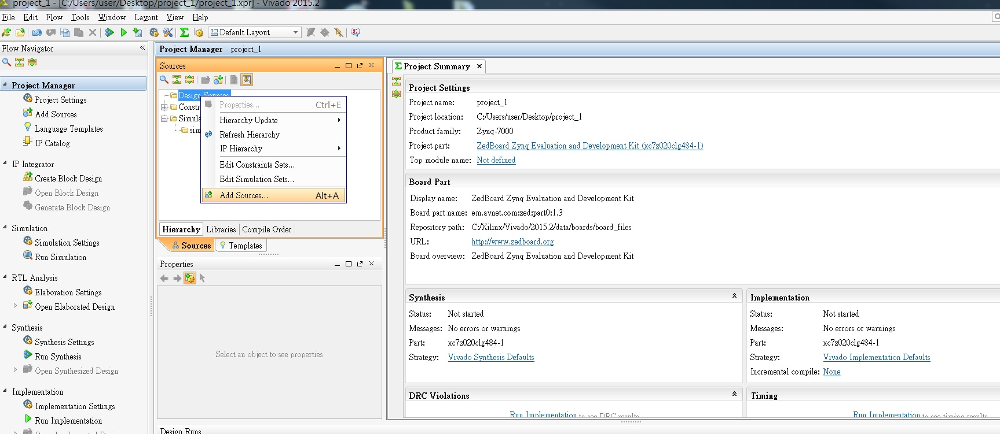 project_1 - [C:/Users/user/Desktop/project_1/project_1.xpr] - Vivado 2015.2
File Edit Flow Tools Window Layout View Help
Default Layout
Flow Navigator
Project Manager
Project Settings
Add Sources
Language Templates
IP Catalog
IP Integrator
Create Block Design
Open Block Design
Generate Block Design
Simulation
Simulation Settings
Run Simulation
RTL Analysis
Elaboration Settings
Open Elaborated Design
Synthesis
Synthesis Settings
Run Synthesis
Open Synthesized Design
Implementation
Implementation Settings
Run Implementation
Project Manager - project_1
Sources
Design Sources
Constr
Simula
sim
Properties... Ctrl+E
Hierarchy Update
Refresh Hierarchy
IP Hierarchy
Edit Constraints Sets...
Edit Simulation Sets...
Add Sources... Alt+A
Hierarchy Libraries Compile Order
Sources Templates
Properties
Select an object to see properties
Design Runs
Project Summary
Project Settings
Project name: project_1
Project location: C:/Users/user/Desktop/project_1
Product family: Zynq-7000
Project part: ZedBoard Zynq Evaluation and Development Kit (xc7z020clg484-1)
Top module name: Not defined
Board Part
Display name: ZedBoard Zynq Evaluation and Development Kit
Board part name: em.avnet.com:zed:part0:1.3
Repository path: C:/Xilinx/Vivado/2015.2/data/boards/board_files
URL: http://www.zedboard.org
Board overview: ZedBoard Zynq Evaluation and Development Kit
Synthesis
Status: Not started
Messages: No errors or warnings
Part: xc7z020clg484-1
Strategy: Vivado Synthesis Defaults
Implementation
Status: Not started
Messages: No errors or warnings
Part: xc7z020clg484-1
Strategy: Vivado Implementation Defaults
Incremental compile: None
DRC Violations
Run Implementation to see DRC results
Timing
Run Implementation to see timing results